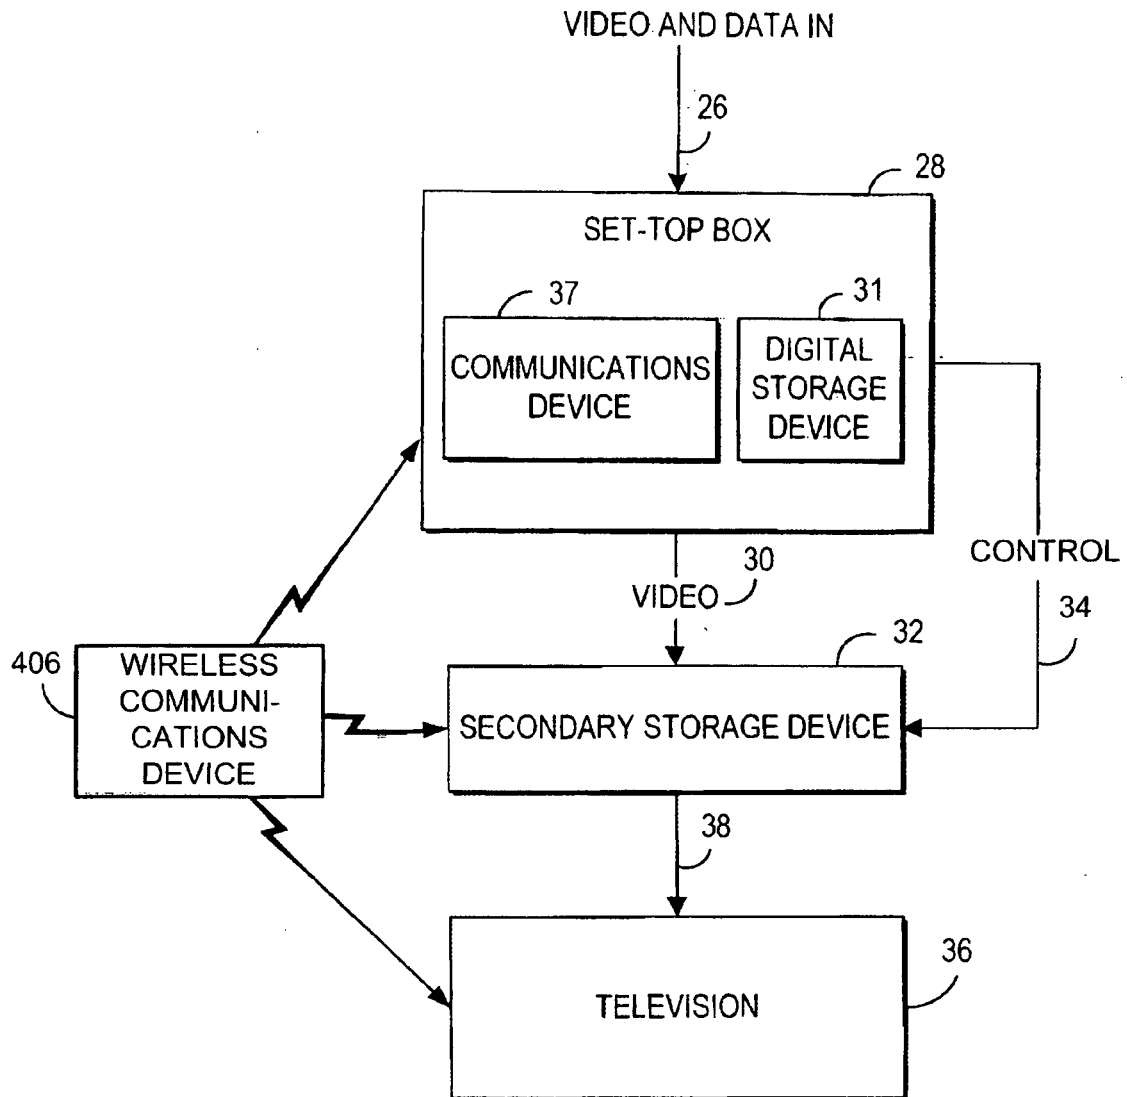 VIDEO AND DATA IN
26
28
SET-TOP BOX
37
31
COMMUNICATIONS
DEVICE
DIGITAL
STORAGE
DEVICE
CONTROL
30
VIDEO
34
32
406
WIRELESS
COMMUNI-
CATIONS
DEVICE
SECONDARY STORAGE DEVICE
38
36
TELEVISION